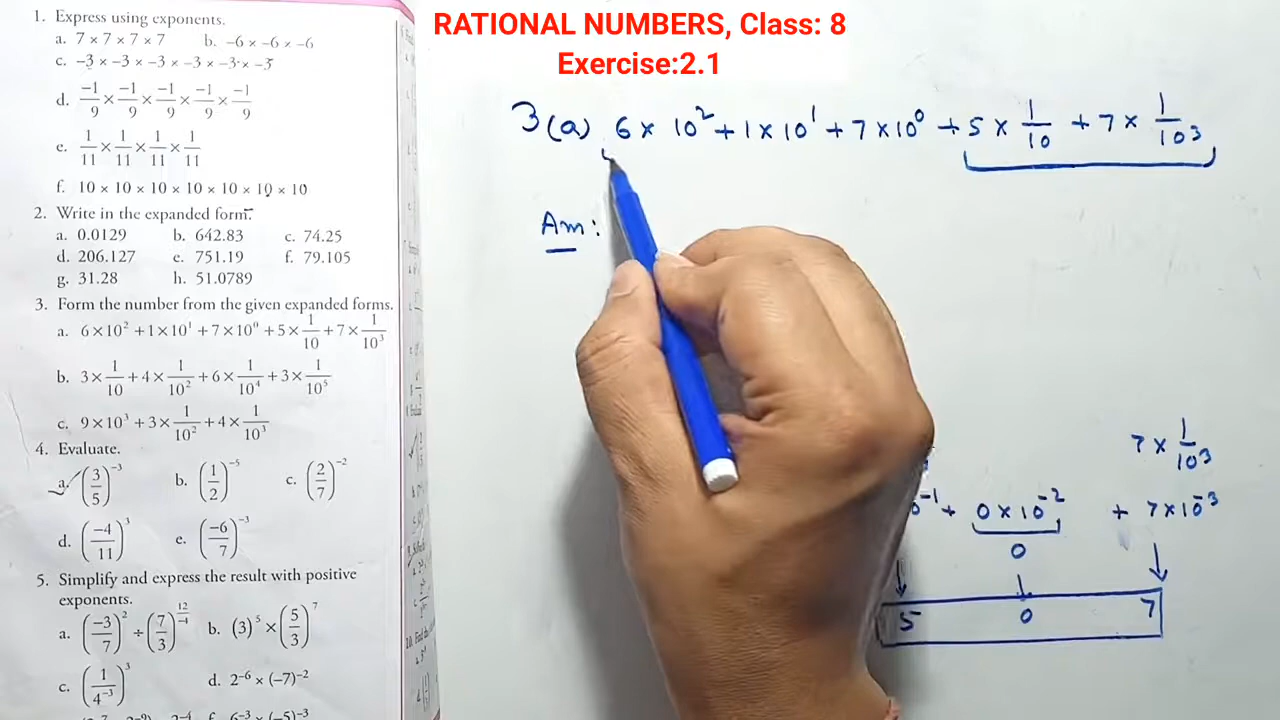 RATIONAL NUMBERS, Class: 8
Exercise:2.1
1. Express using exponents.
a. 7 × 7 × 7 × 7 b. −6 × −6 × −6
c. −3 × −3 × −3 × −3 × −3 × −3
d. −1/9 × −1/9 × −1/9 × −1/9 × −1/9
e. 1/11 × 1/11 × 1/11 × 1/11
f. 10 × 10 × 10 × 10 × 10 × 10 × 10
2. Write in the expanded form.
a. 0.0129 b. 642.83 c. 74.25
d. 206.127 e. 751.19 f. 79.105
g. 31.28 h. 51.0789
3. Form the number from the given expanded forms.
a. 6×10² +1×10¹ +7×10⁰ +5× 1/10 +7× 1/10³
b. 3× 1/10 +4× 1/10² +6× 1/10⁴ +3× 1/10⁵
c. 9×10³ +3× 1/10² +4× 1/10³
4. Evaluate.
a. (3/5)⁻³ b. (1/2)⁻⁵ c. (2/7)⁻²
d. (−4/11)³ e. (−6/7)⁻³
5. Simplify and express the result with positive
exponents.
a. (−3/7)² ÷ (7/3)^(12/−4) b. (3)⁵ × (5/3)⁷
c. (1/4⁻³)³ d. 2⁻⁶ × (−7)⁻²
f. 6⁻³ × (−5)⁻³
3(a) 6 × 10² + 1 × 10¹ + 7 × 10⁰ + 5 × 1/10 + 7 × 1/10³
Ans:
7 × 1/10³
⁻¹ + 0 × 10⁻² + 7 × 10⁻³
0
5 0 7